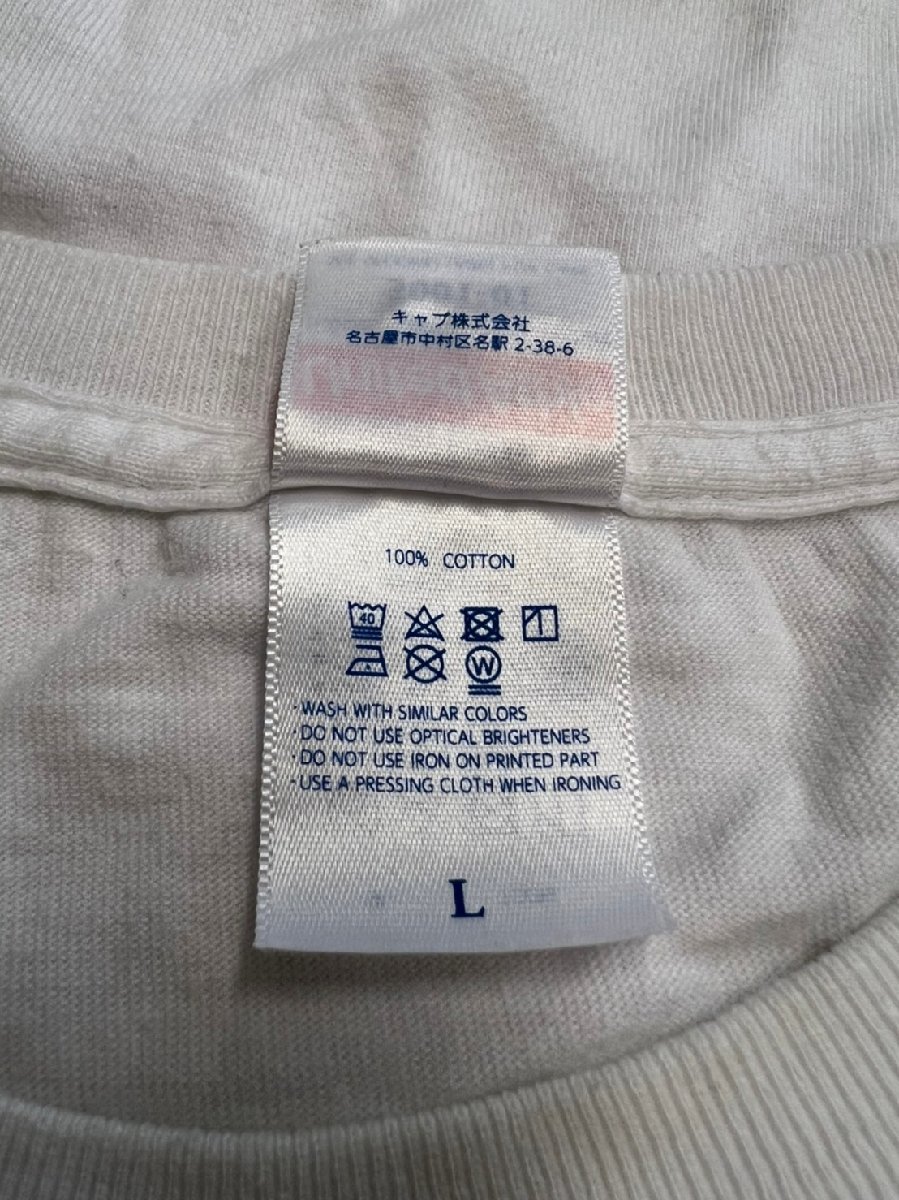 キャブ株式会社
名古屋市中村区名駅 2-38-6
100% COTTON
40
W
·WASH WITH SIMILAR COLORS
·DO NOT USE OPTICAL BRIGHTENERS
·DO NOT USE IRON ON PRINTED PART
·USE A PRESSING CLOTH WHEN IRONING
L